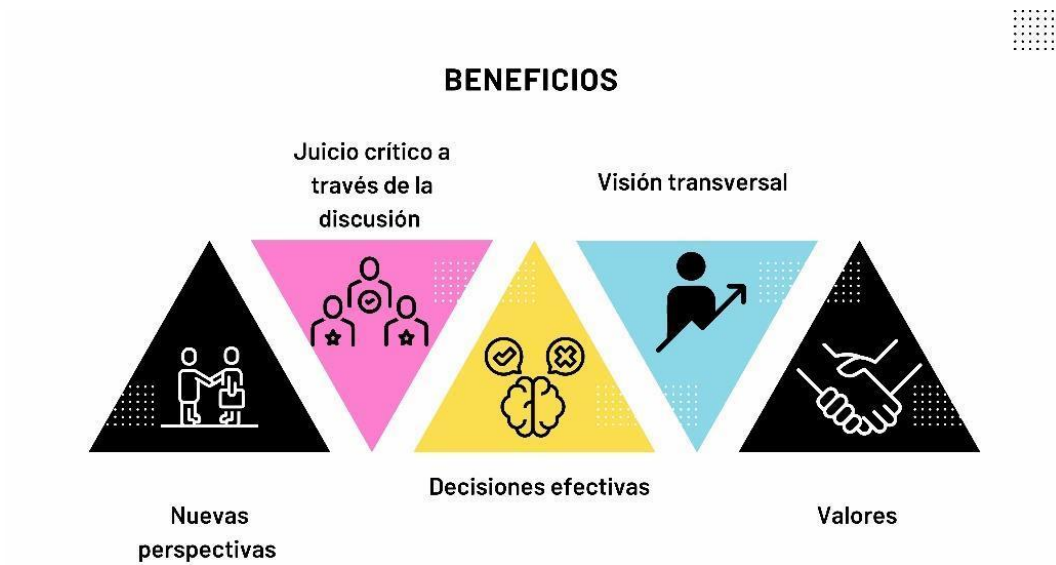 BENEFICIOS
Juicio crítico a
través de la
discusión
Visión transversal
Decisiones efectivas
Nuevas
perspectivas
Valores